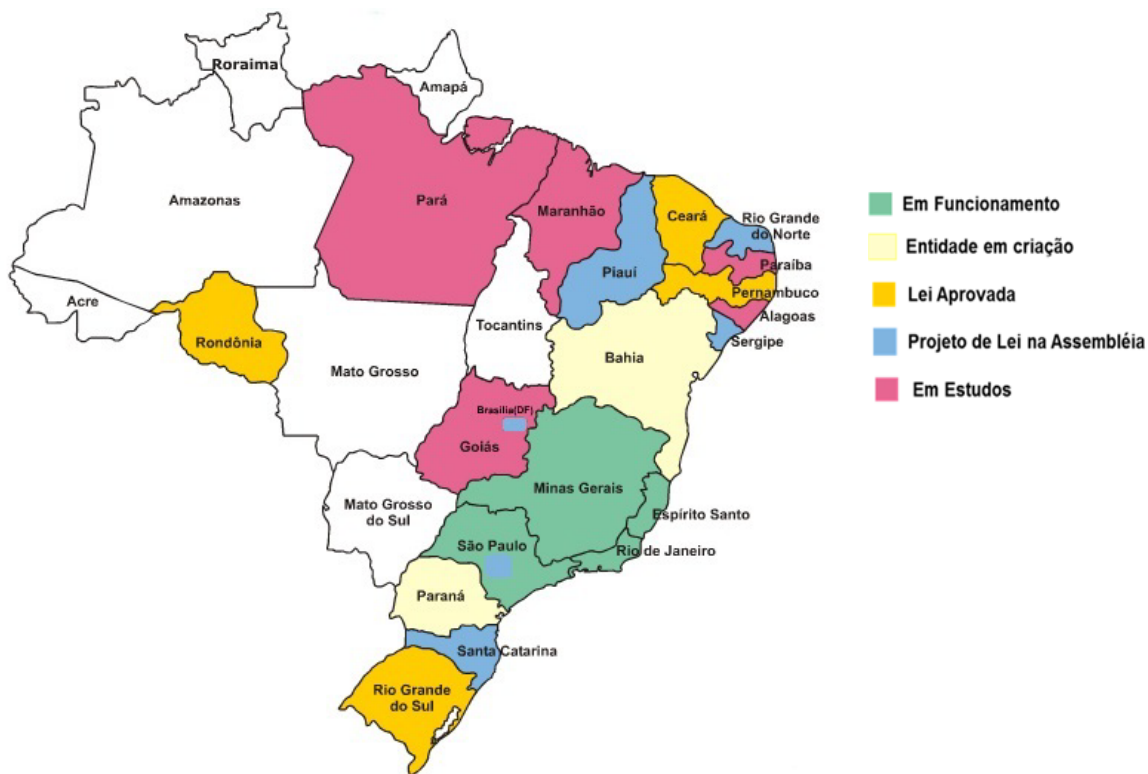 Roraima
Amapá
Amazonas
Pará
Maranhão
Ceará
Rio Grande
do Norte
Piauí
Paraíba
Pernambuco
Alagoas
Sergipe
Acre
Rondônia
Tocantins
Bahia
Mato Grosso
Brasília(DF)
Goiás
Minas Gerais
Mato Grosso
do Sul
Espírito Santo
São Paulo
Rio de Janeiro
Paraná
Santa Catarina
Rio Grande
do Sul
Em Funcionamento
Entidade em criação
Lei Aprovada
Projeto de Lei na Assembléia
Em Estudos